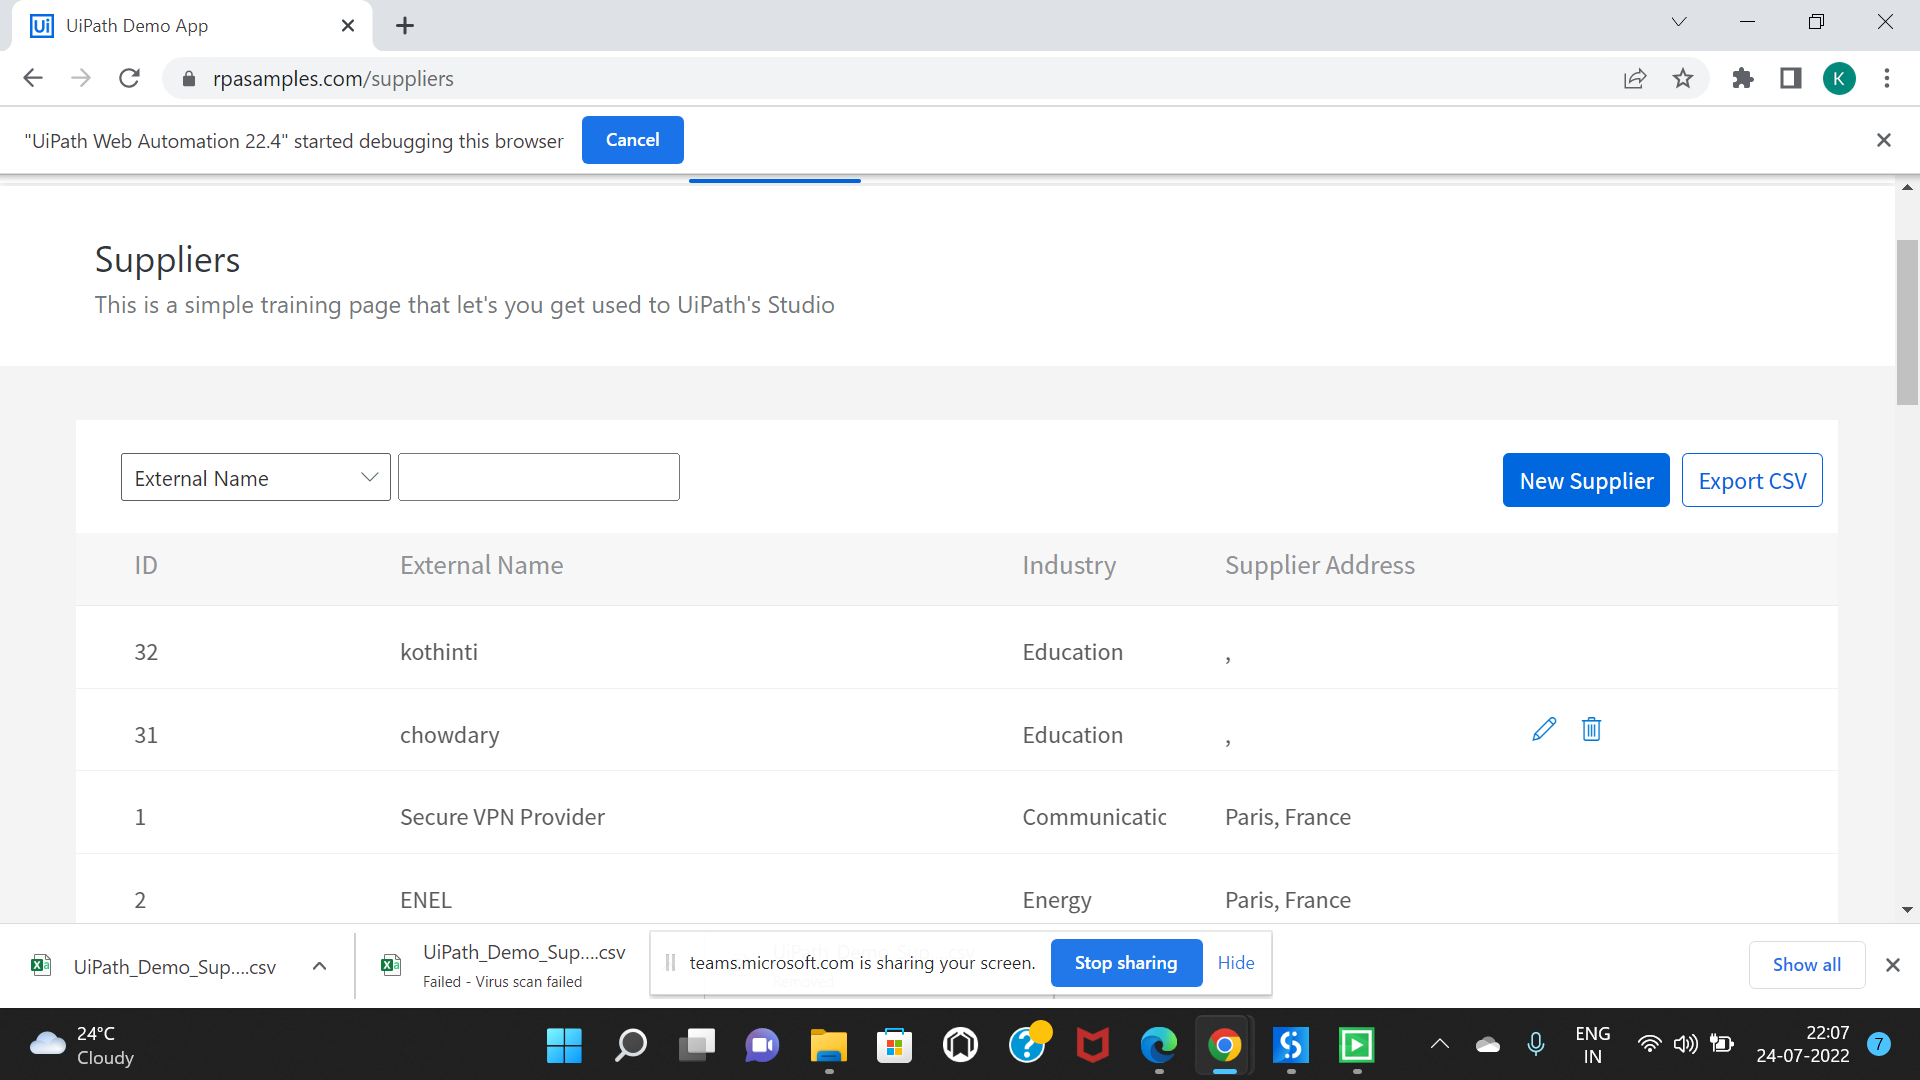 UiPath Demo App
rpasamples.com/suppliers
K
"UiPath Web Automation 22.4" started debugging this browser
Cancel
Suppliers
This is a simple training page that let's you get used to UiPath's Studio
External Name
New Supplier
Export CSV
ID External Name Industry Supplier Address
32 kothinti Education ,
31 chowdary Education ,
1 Secure VPN Provider Communicatic Paris, France
2 ENEL Energy Paris, France
UiPath_Demo_Sup....csv
UiPath_Demo_Sup....csv
Failed - Virus scan failed
teams.microsoft.com is sharing your screen.
Stop sharing
Hide
Show all
24°C
Cloudy
ENG
IN
22:07
24-07-2022
7